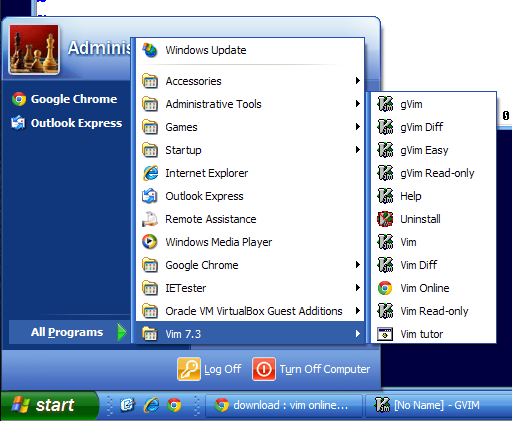 Adminis
Google Chrome
Outlook Express
All Programs
Windows Update
Accessories
Administrative Tools
Games
Startup
Internet Explorer
Outlook Express
Remote Assistance
Windows Media Player
Google Chrome
IETester
Oracle VM VirtualBox Guest Additions
Vim 7.3
gVim
gVim Diff
gVim Easy
gVim Read-only
Help
Uninstall
Vim
Vim Diff
Vim Online
Vim Read-only
Vim tutor
0
Log Off
Turn Off Computer
start
download : vim online...
[No Name] - GVIM